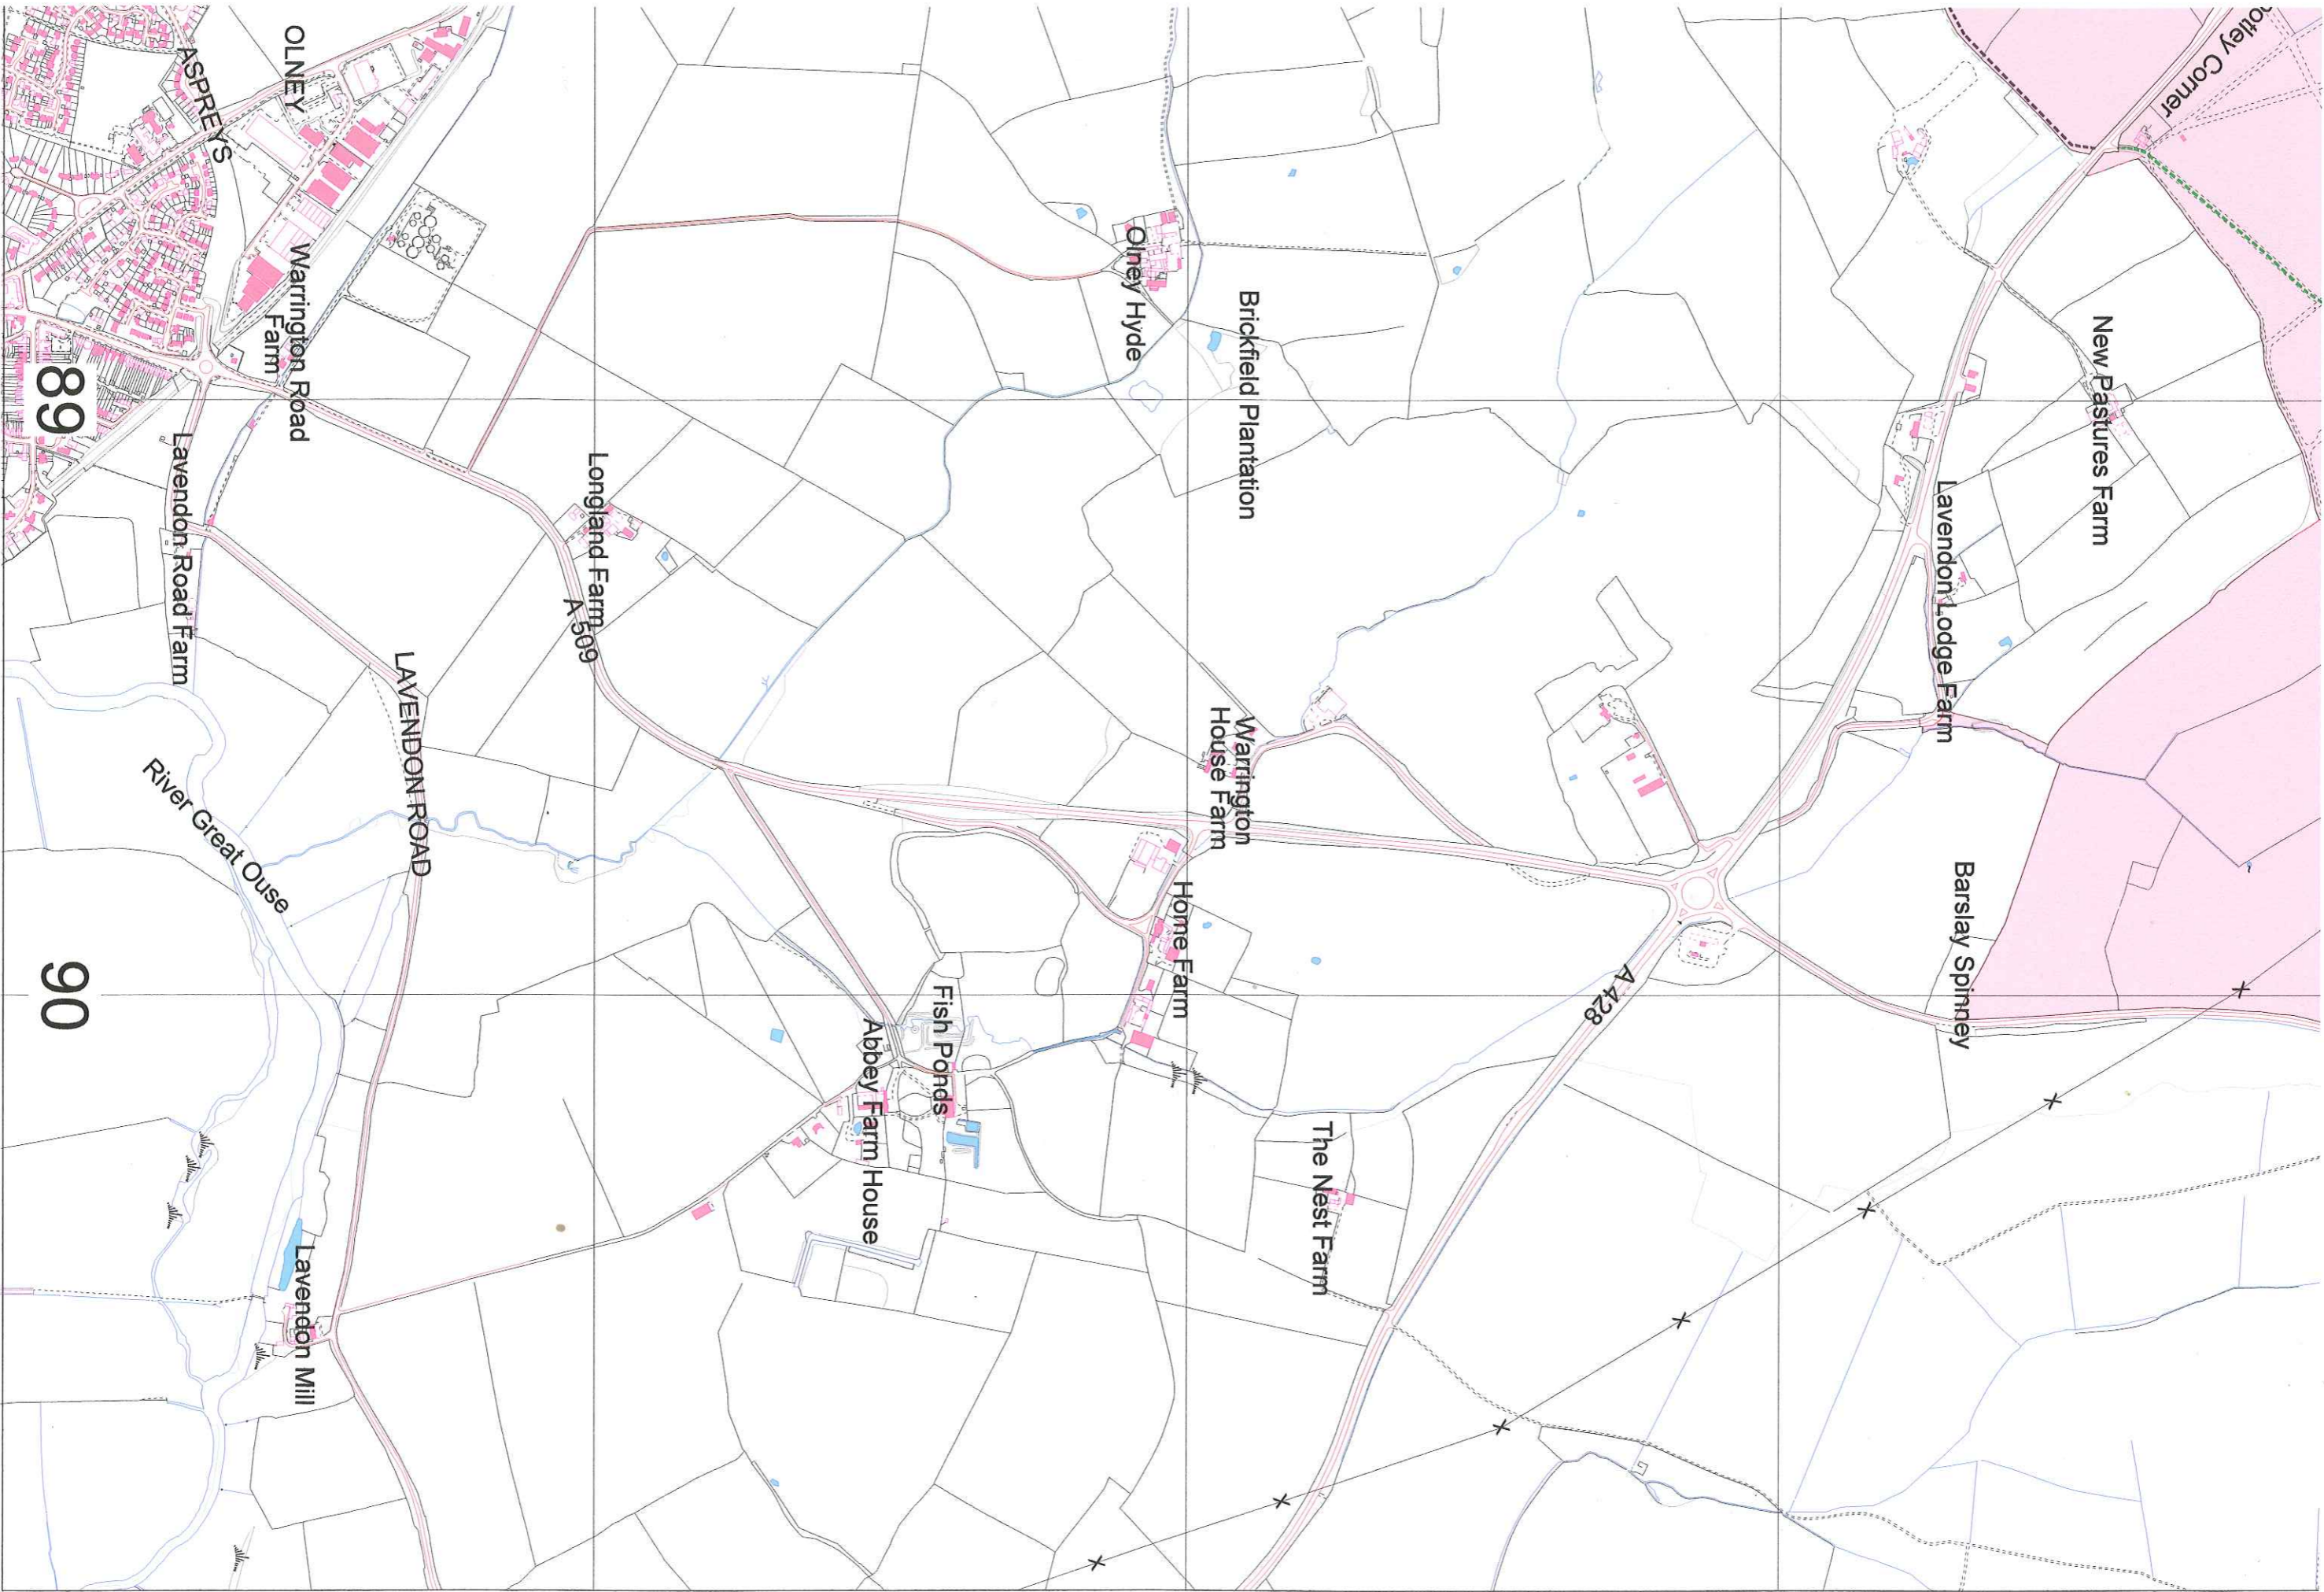 otley Corner
New Pastures Farm
Lavendon Lodge Farm
Barslay Spinney
A 428
Brickfield Plantation
Olney Hyde
Warrington
House Farm
Home Farm
The Nest Farm
Fish Ponds
Abbey Farm House
Longland Farm
A 509
OLNEY
ASPREYS
Warrington Road
Farm
Lavendon Road Farm
LAVENDON ROAD
River Great Ouse
Lavendon Mill
89
90